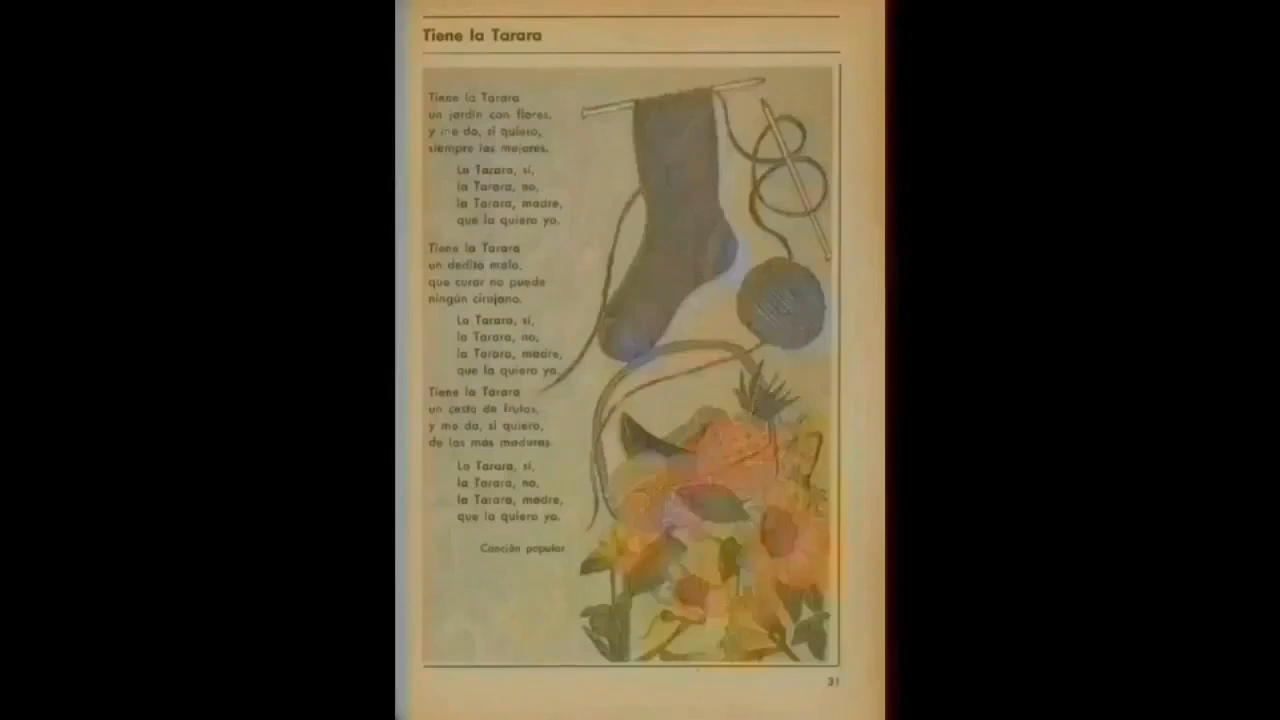 Tiene la Tarara
Tiene la Tarara
un jardín con flores,
y me da, si quiero,
siempre las mejores.
La Tarara, sí,
la Tarara, no,
la Tarara, madre,
que la quiero yo.
Tiene la Tarara
un dedito malo,
que curar no puede
ningún cirujano.
La Tarara, sí,
la Tarara, no,
la Tarara, madre,
que la quiero yo.
Tiene la Tarara
un cesto de frutas,
y me da, si quiero,
de las más maduras.
La Tarara, sí,
la Tarara, no,
la Tarara, madre,
que la quiero yo.
Canción popular
31